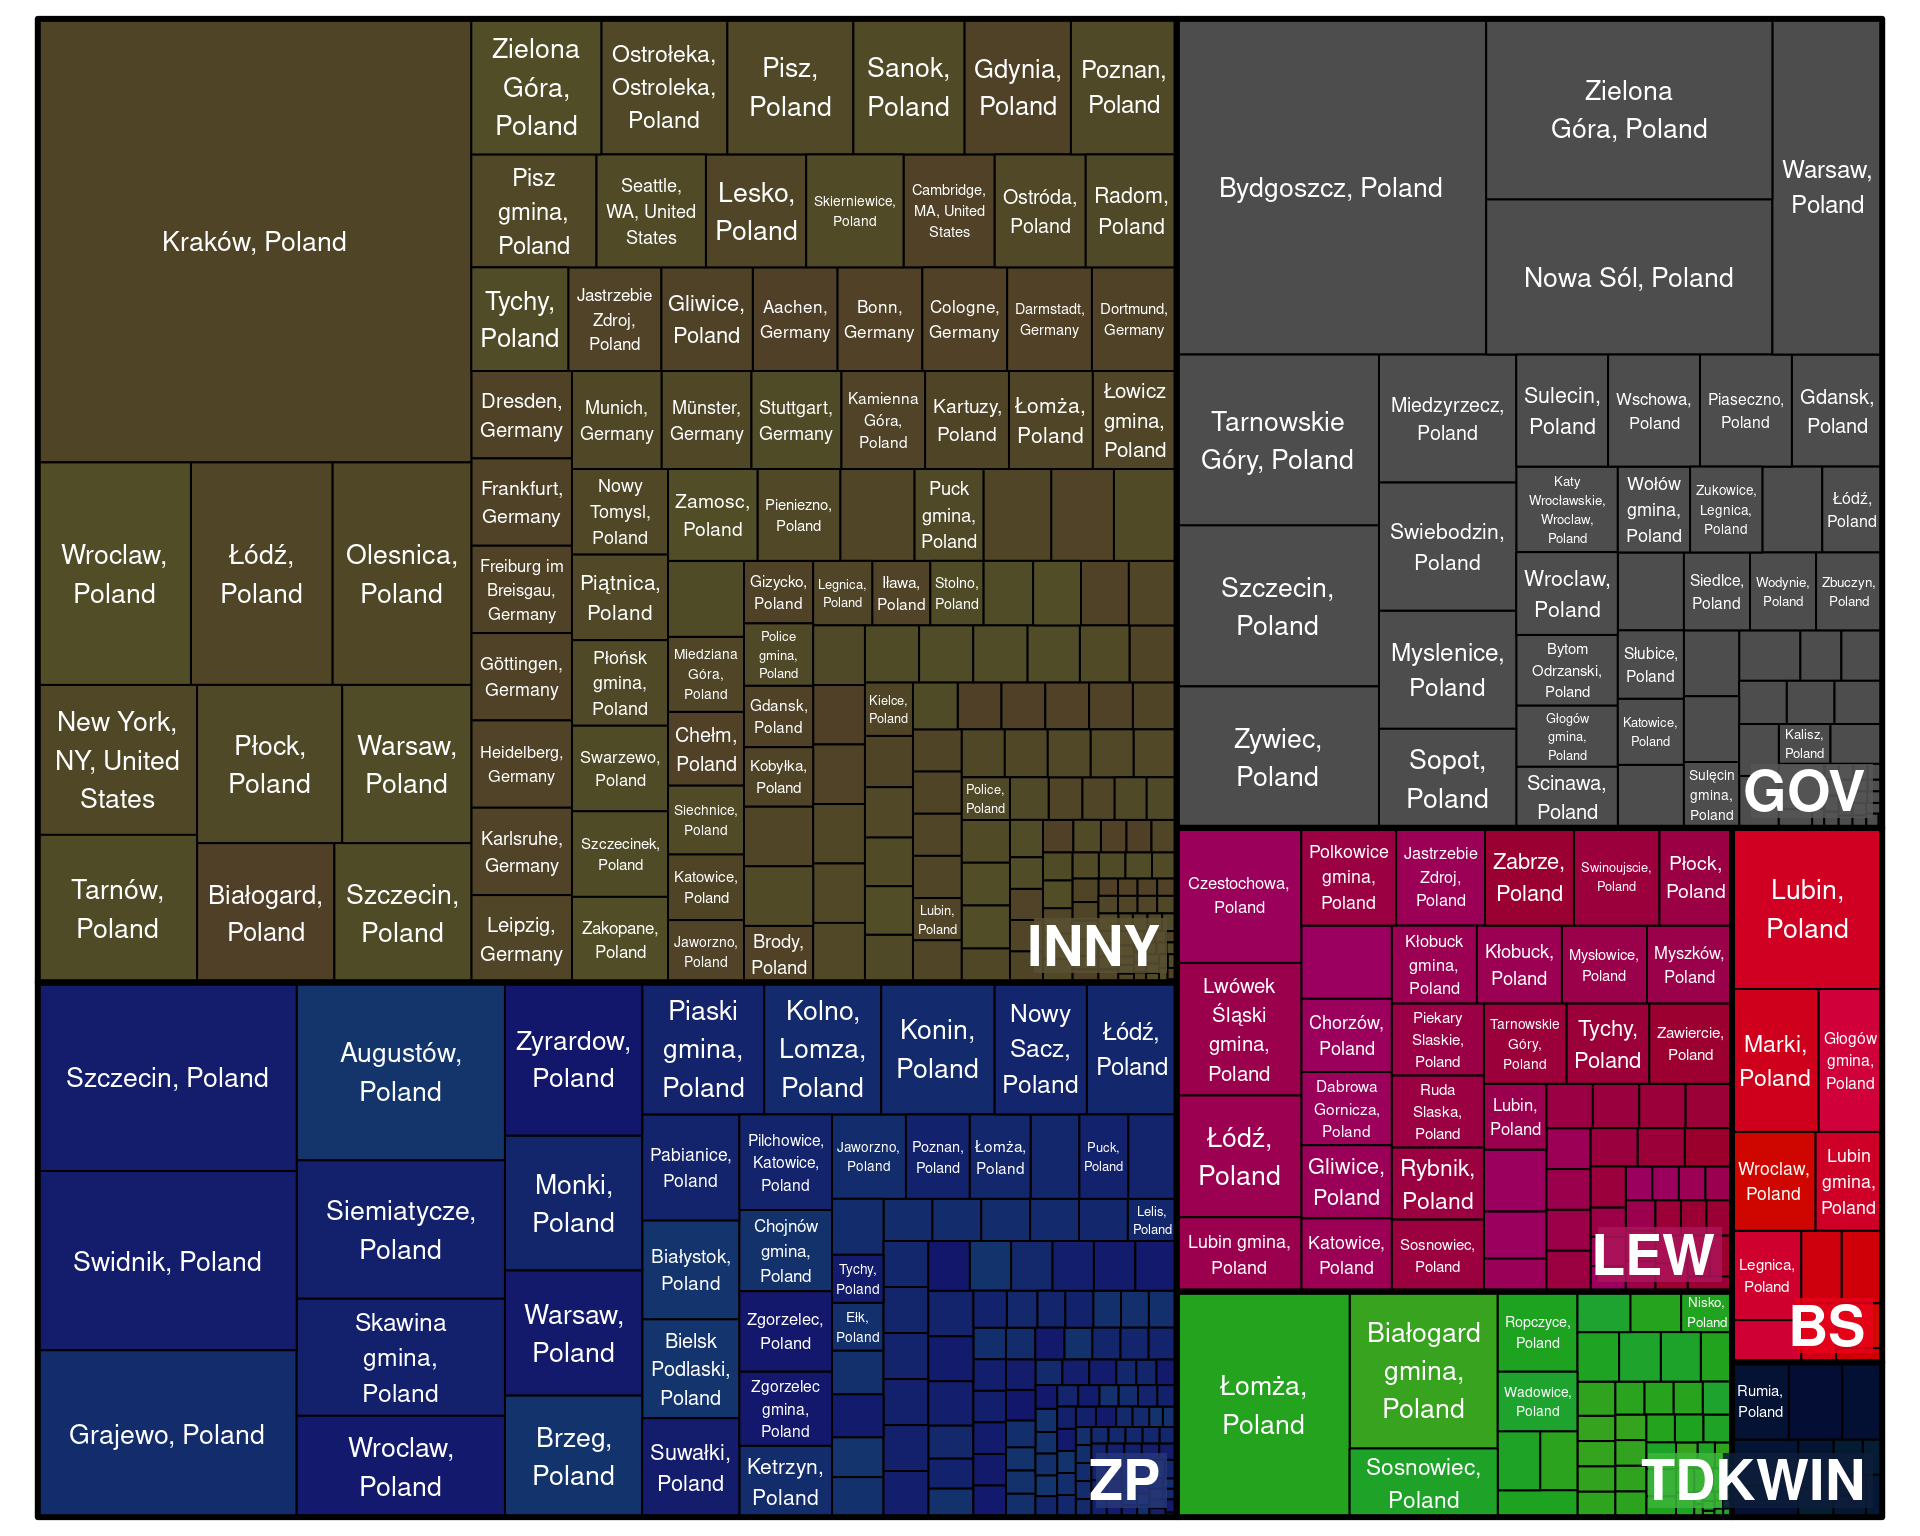 Kraków, Poland
Zielona
Góra,
Poland
Ostrołeka,
Ostroleka,
Poland
Pisz,
Poland
Sanok,
Poland
Gdynia,
Poland
Poznan,
Poland
Pisz
gmina,
Poland
Seattle,
WA, United
States
Lesko,
Poland
Skierniewice,
Poland
Cambridge,
MA, United
States
Ostróda,
Poland
Radom,
Poland
Tychy,
Poland
Jastrzebie
Zdroj,
Poland
Gliwice,
Poland
Aachen,
Germany
Bonn,
Germany
Cologne,
Germany
Darmstadt,
Germany
Dortmund,
Germany
Dresden,
Germany
Munich,
Germany
Münster,
Germany
Stuttgart,
Germany
Kamienna
Góra,
Poland
Kartuzy,
Poland
Łomża,
Poland
Łowicz
gmina,
Poland
Wroclaw,
Poland
Łódź,
Poland
Olesnica,
Poland
Frankfurt,
Germany
Nowy
Tomysl,
Poland
Zamosc,
Poland
Pieniezno,
Poland
Puck
gmina,
Poland
Freiburg im
Breisgau,
Germany
Piątnica,
Poland
Gizycko,
Poland
Legnica,
Poland
Iława,
Poland
Stolno,
Poland
Göttingen,
Germany
Płońsk
gmina,
Poland
Miedziana
Góra,
Poland
Police
gmina,
Poland
New York,
NY, United
States
Płock,
Poland
Warsaw,
Poland
Heidelberg,
Germany
Swarzewo,
Poland
Chełm,
Poland
Gdansk,
Poland
Kielce,
Poland
Kobyłka,
Poland
Police,
Poland
Tarnów,
Poland
Białogard,
Poland
Szczecin,
Poland
Karlsruhe,
Germany
Szczecinek,
Poland
Siechnice,
Poland
Katowice,
Poland
Leipzig,
Germany
Zakopane,
Poland
Jaworzno,
Poland
Brody,
Poland
Lubin,
Poland
INNY
Bydgoszcz, Poland
Zielona
Góra, Poland
Nowa Sól, Poland
Warsaw,
Poland
Tarnowskie
Góry, Poland
Miedzyrzecz,
Poland
Sulecin,
Poland
Wschowa,
Poland
Piaseczno,
Poland
Gdansk,
Poland
Swiebodzin,
Poland
Katy
Wrocławskie,
Wroclaw,
Poland
Wołów
gmina,
Poland
Zukowice,
Legnica,
Poland
Łódź,
Poland
Szczecin,
Poland
Wroclaw,
Poland
Siedlce,
Poland
Wodynie,
Poland
Zbuczyn,
Poland
Myslenice,
Poland
Bytom
Odrzanski,
Poland
Słubice,
Poland
Zywiec,
Poland
Sopot,
Poland
Głogów
gmina,
Poland
Katowice,
Poland
Kalisz,
Poland
Scinawa,
Poland
Sulęcin
gmina,
Poland
GOV
Szczecin, Poland
Augustów,
Poland
Zyrardow,
Poland
Piaski
gmina,
Poland
Kolno,
Lomza,
Poland
Konin,
Poland
Nowy
Sacz,
Poland
Łódź,
Poland
Swidnik, Poland
Siemiatycze,
Poland
Monki,
Poland
Pabianice,
Poland
Pilchowice,
Katowice,
Poland
Jaworzno,
Poland
Poznan,
Poland
Łomża,
Poland
Puck,
Poland
Białystok,
Poland
Chojnów
gmina,
Poland
Lelis,
Poland
Tychy,
Poland
Skawina
gmina,
Poland
Warsaw,
Poland
Bielsk
Podlaski,
Poland
Zgorzelec,
Poland
Ełk,
Poland
Grajewo, Poland
Wroclaw,
Poland
Brzeg,
Poland
Suwałki,
Poland
Zgorzelec
gmina,
Poland
Ketrzyn,
Poland
ZP
Czestochowa,
Poland
Polkowice
gmina,
Poland
Jastrzebie
Zdroj,
Poland
Zabrze,
Poland
Swinoujscie,
Poland
Płock,
Poland
Kłobuck
gmina,
Poland
Kłobuck,
Poland
Mysłowice,
Poland
Myszków,
Poland
Lwówek
Śląski
gmina,
Poland
Chorzów,
Poland
Piekary
Slaskie,
Poland
Tarnowskie
Góry,
Poland
Tychy,
Poland
Zawiercie,
Poland
Łódź,
Poland
Dabrowa
Gornicza,
Poland
Ruda
Slaska,
Poland
Lubin,
Poland
Gliwice,
Poland
Rybnik,
Poland
Lubin gmina,
Poland
Katowice,
Poland
Sosnowiec,
Poland
LEW
Lubin,
Poland
Marki,
Poland
Głogów
gmina,
Poland
Wroclaw,
Poland
Lubin
gmina,
Poland
Legnica,
Poland
BS
Łomża,
Poland
Białogard
gmina,
Poland
Ropczyce,
Poland
Nisko,
Poland
Wadowice,
Poland
Sosnowiec,
Poland
Rumia,
Poland
TDKWIN